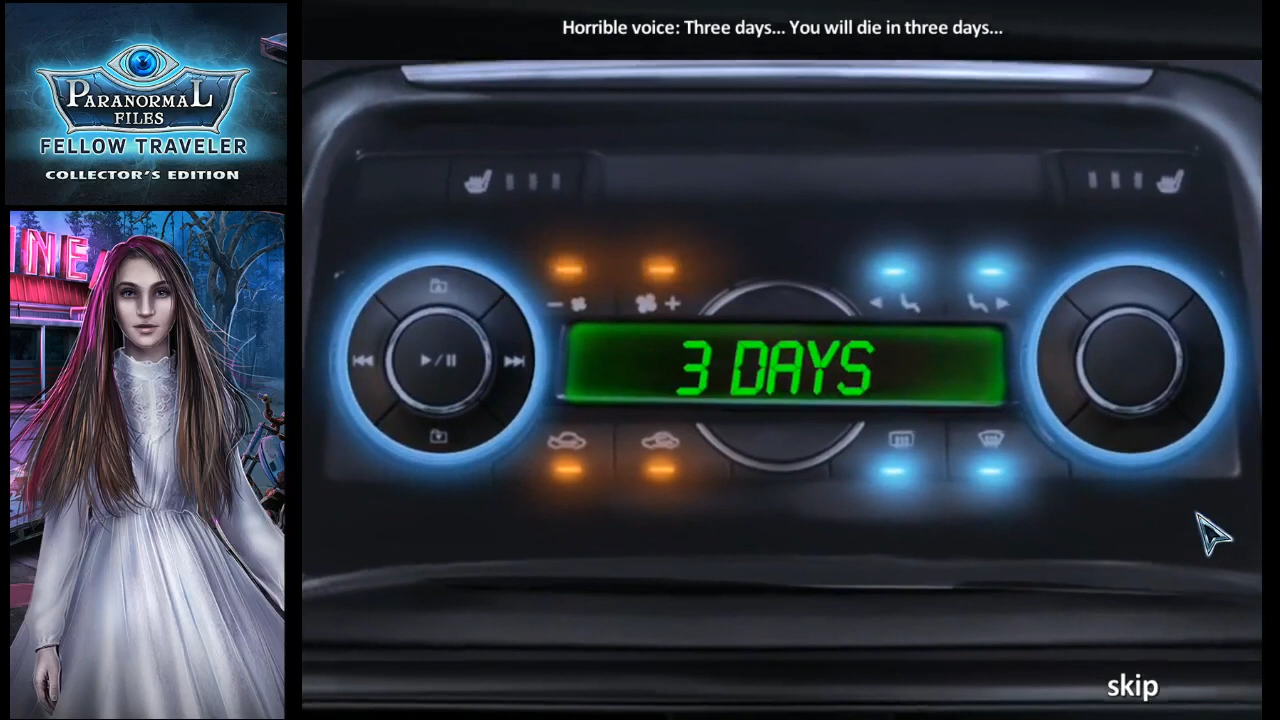 Horrible voice: Three days... You will die in three days...
PARANORMAL
FILES
FELLOW TRAVELER
COLLECTOR'S EDITION
INE
3 DAYS
skip